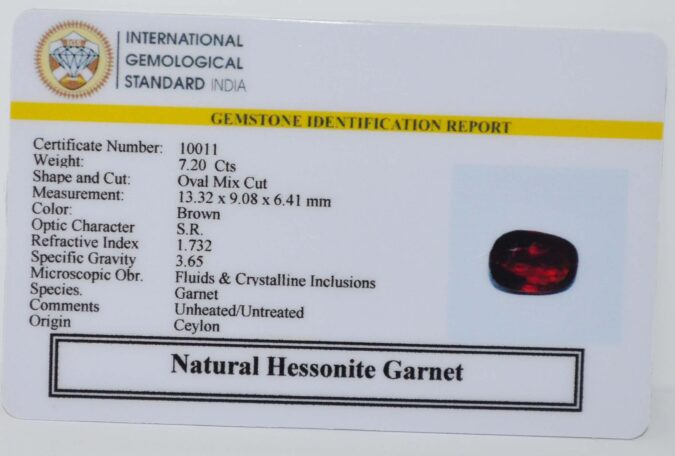 INTERNATIONAL
GEMOLOGICAL
STANDARD INDIA
GEMSTONE IDENTIFICATION REPORT
Certificate Number: 10011
Weight: 7.20 Cts
Shape and Cut: Oval Mix Cut
Measurement: 13.32 x 9.08 x 6.41 mm
Color: Brown
Optic Character S.R.
Refractive Index 1.732
Specific Gravity 3.65
Microscopic Obr. Fluids & Crystalline Inclusions
Species. Garnet
Comments Unheated/Untreated
Origin Ceylon
Natural Hessonite Garnet